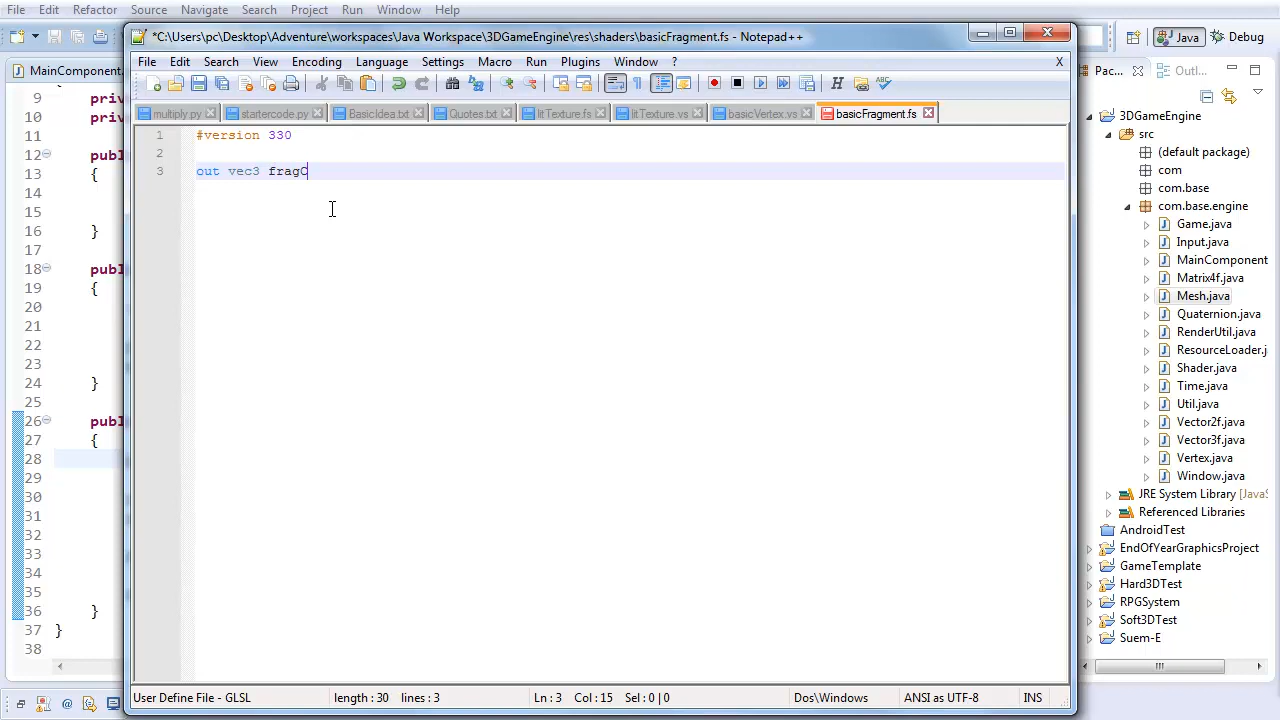 File Edit Refactor Source Navigate Search Project Run Window Help
*C:\Users\pc\Desktop\Adventure\workspaces\Java Workspace\3DGameEngine\res\shaders\basicFragment.fs - Notepad++
Java Debug
File Edit Search View Encoding Language Settings Macro Run Plugins Window ? X
MainComponent.
Pac... Outl...
multiply.py startercode.py BasicIdea.txt Quotes.txt litTexture.fs litTexture.vs basicVertex.vs basicFragment.fs
1 #version 330
2
3 out vec3 fragC
9 priv
10 priv
11
12 publ
13 {
14
15
16 }
17
18 publ
19 {
20
21
22
23
24 }
25
26 publ
27 {
28
29
30
31
32
33
34
35
36 }
37 }
38
3DGameEngine
src
(default package)
com
com.base
com.base.engine
Game.java
Input.java
MainComponent
Matrix4f.java
Mesh.java
Quaternion.java
RenderUtil.java
ResourceLoader.j
Shader.java
Time.java
Util.java
Vector2f.java
Vector3f.java
Vertex.java
Window.java
JRE System Library [JavaS
Referenced Libraries
AndroidTest
EndOfYearGraphicsProject
GameTemplate
Hard3DTest
RPGSystem
Soft3DTest
Suem-E
User Define File - GLSL length : 30 lines : 3 Ln : 3 Col : 15 Sel : 0 | 0 Dos\Windows ANSI as UTF-8 INS